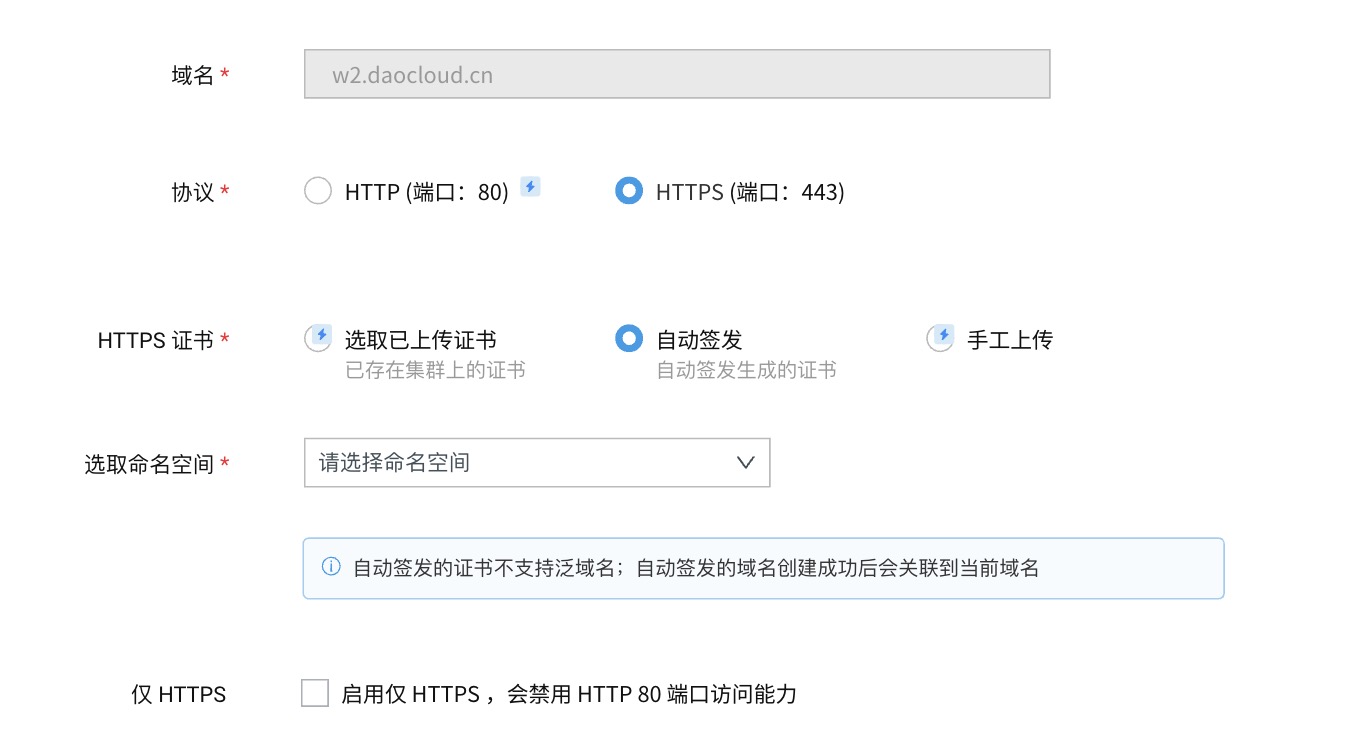 域名 *
w2.daocloud.cn
协议 *
HTTP (端口：80)
HTTPS (端口：443)
HTTPS 证书 *
选取已上传证书
自动签发
手工上传
已存在集群上的证书
自动签发生成的证书
选取命名空间 *
请选择命名空间
自动签发的证书不支持泛域名；自动签发的域名创建成功后会关联到当前域名
仅 HTTPS
启用仅 HTTPS ，会禁用 HTTP 80 端口访问能力